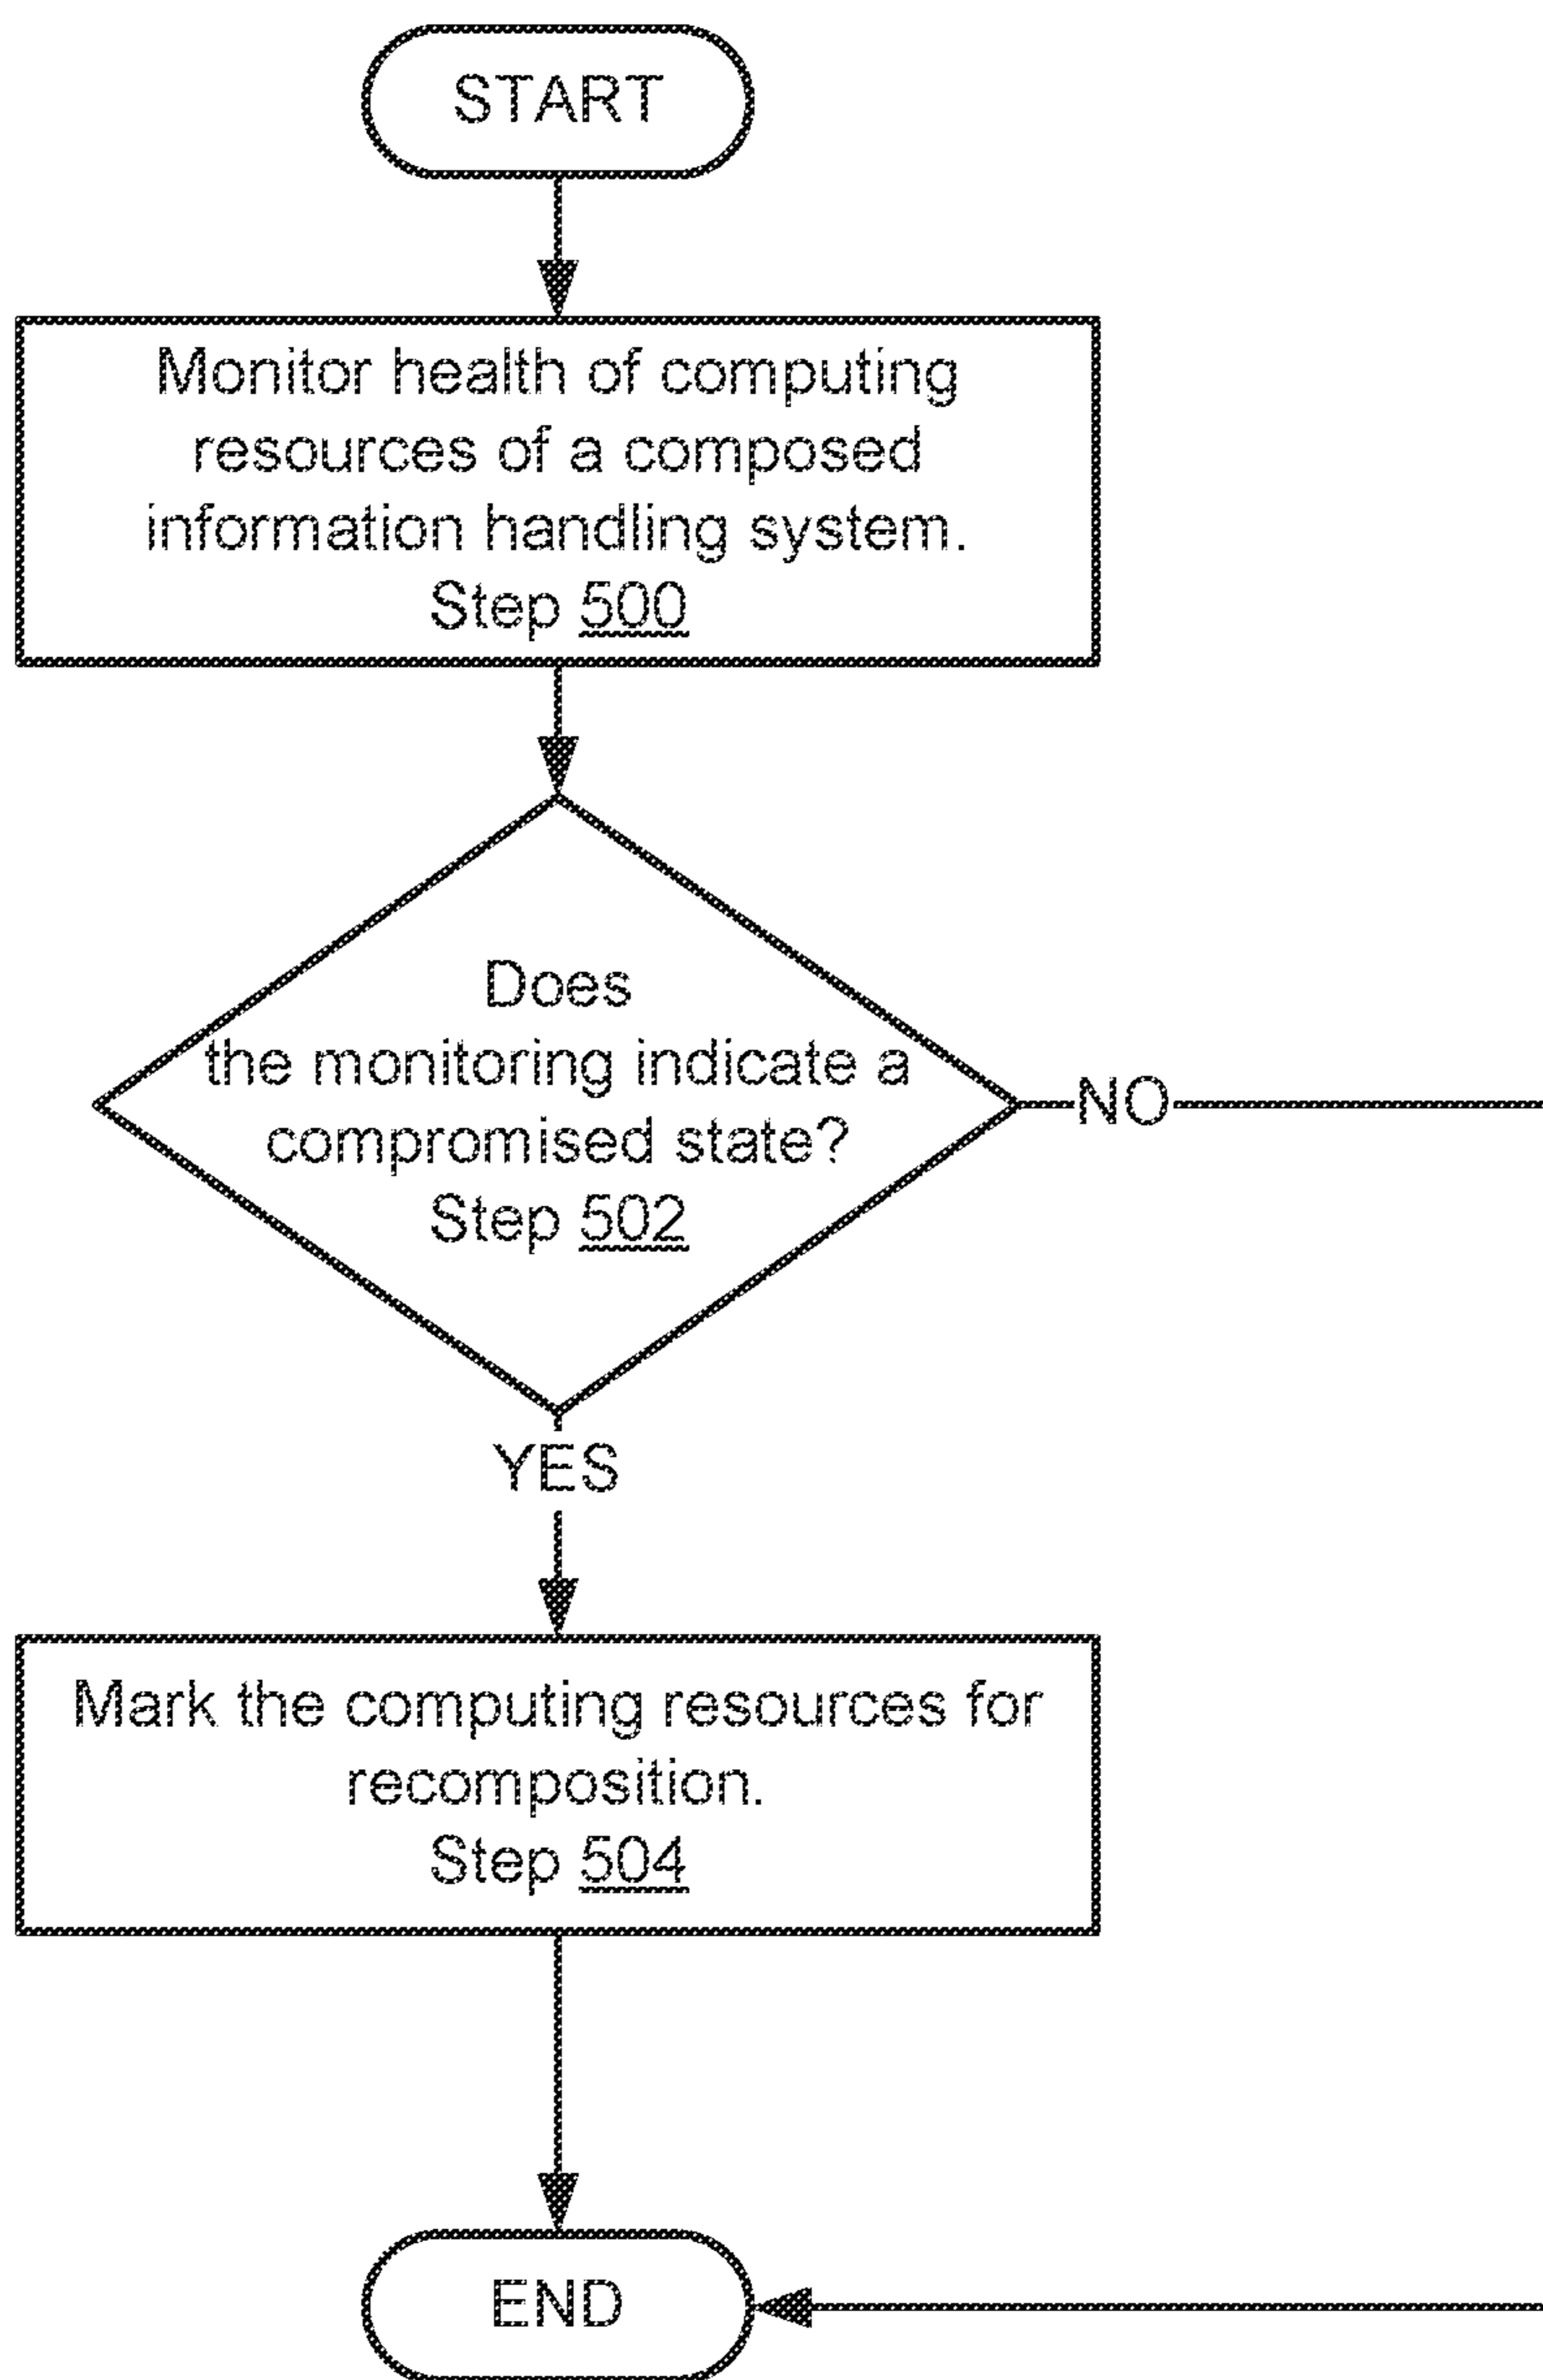 START
Monitor health of computing
resources of a composed
information handling system.
Step 500
Does
the monitoring indicate a
compromised state?
Step 502
NO
YES
Mark the computing resources for
recomposition.
Step 504
END